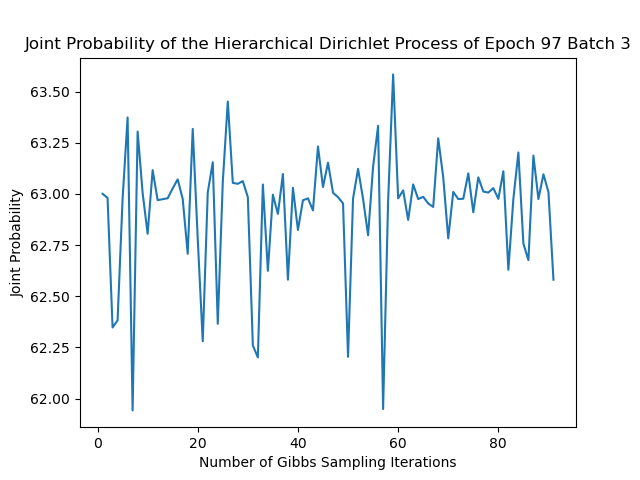 Joint Probability of the Hierarchical Dirichlet Process of Epoch 97 Batch 3
Joint Probability
63.50
63.25
63.00
62.75
62.50
62.25
62.00
0 20 40 60 80
Number of Gibbs Sampling Iterations